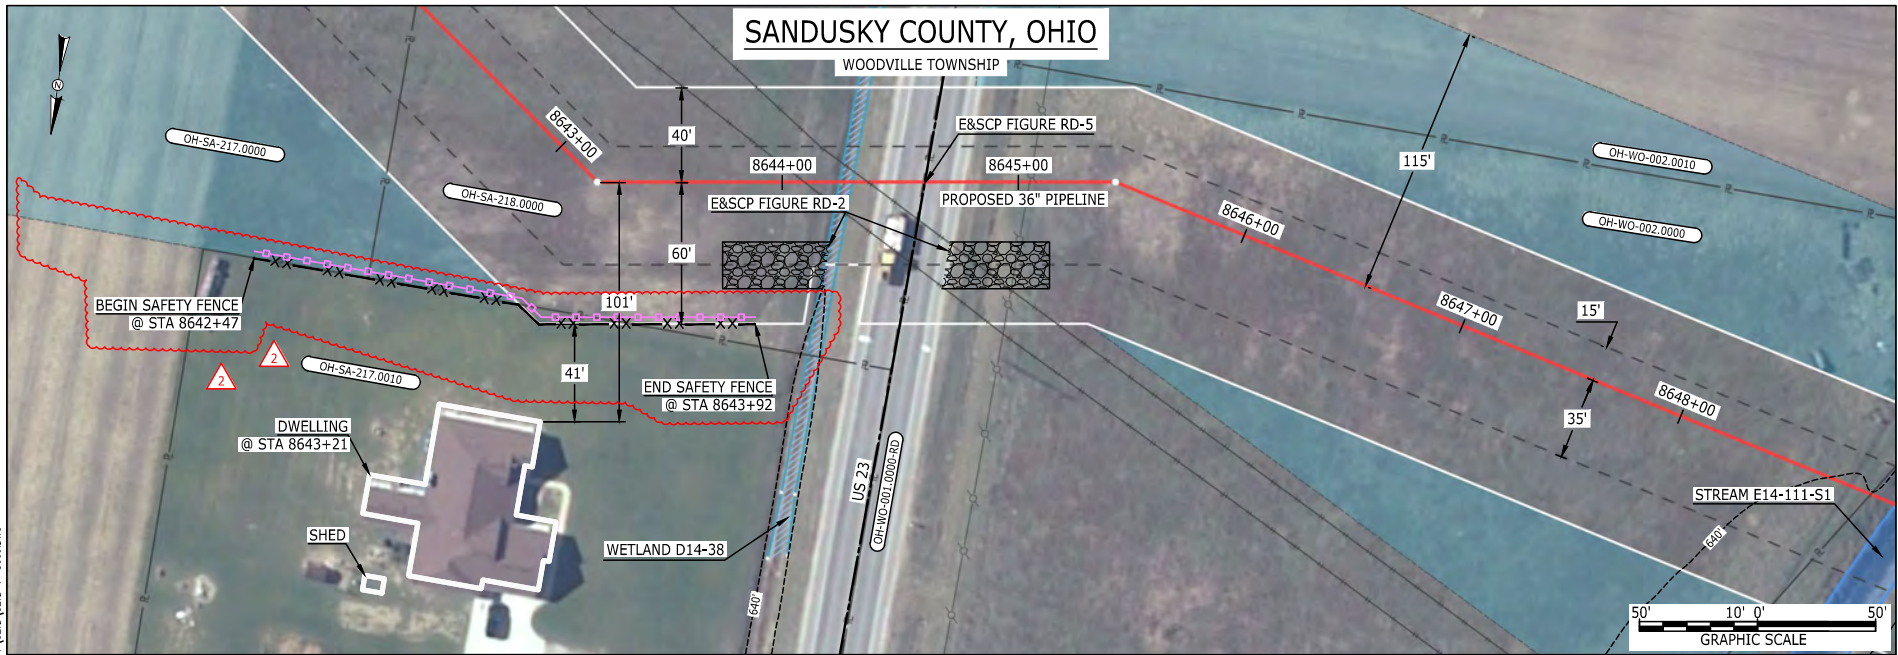 SANDUSKY COUNTY, OHIO
WOODVILLE TOWNSHIP
N
OH-SA-217.0000
OH-SA-218.0000
8643+00
40'
8644+00
E&SCP FIGURE RD-5
8645+00
E&SCP FIGURE RD-2
PROPOSED 36" PIPELINE
115'
OH-WO-002.0010
OH-WO-002.0000
8646+00
60'
101'
BEGIN SAFETY FENCE
@ STA 8642+47
8647+00
15'
2
2
OH-SA-217.0010
41'
END SAFETY FENCE
@ STA 8643+92
8648+00
35'
DWELLING
@ STA 8643+21
US 23
OH-WO-001.0000-RD
STREAM E14-111-S1
SHED
WETLAND D14-38
640'
640'
50'
10'
0'
50'
GRAPHIC SCALE